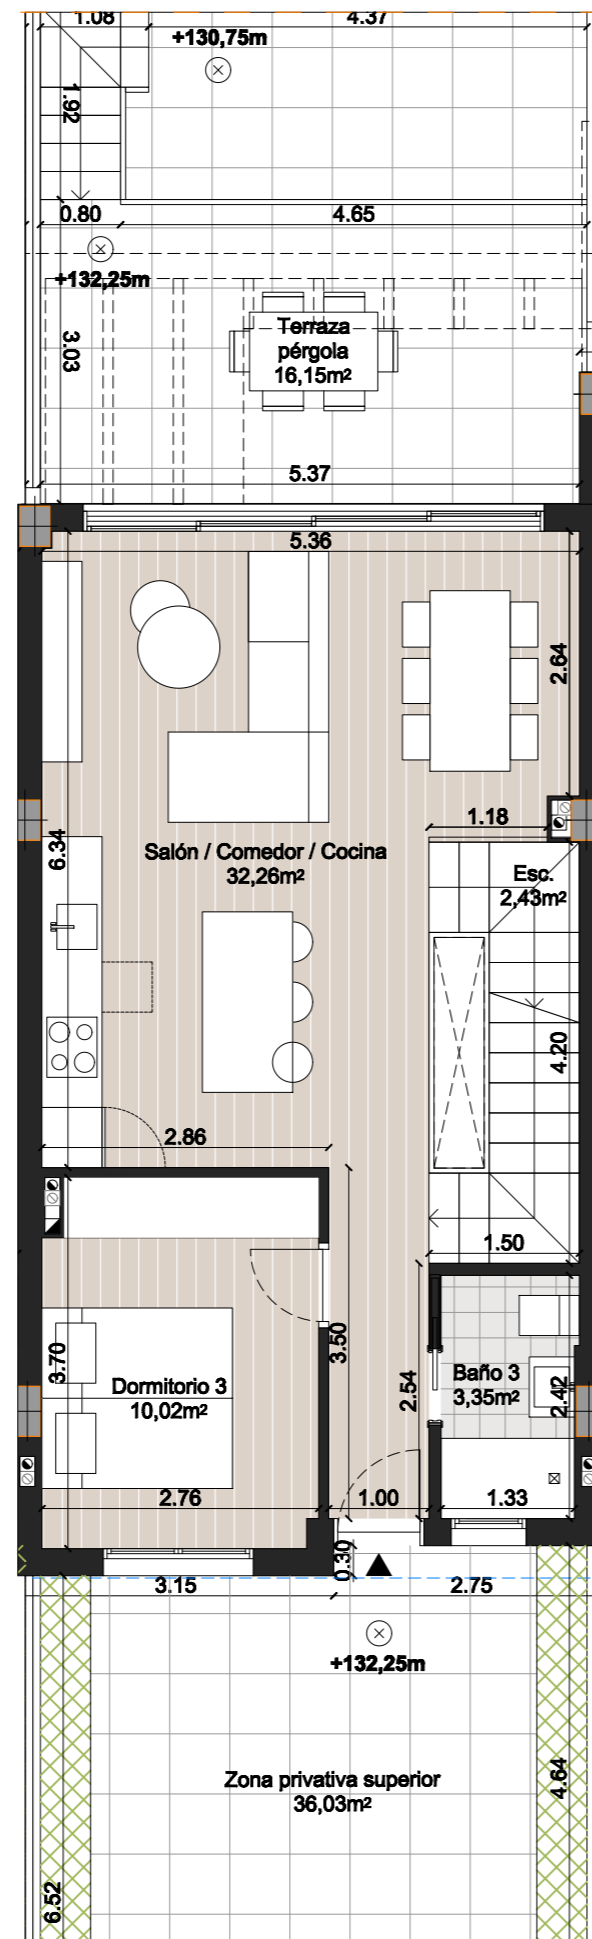 1.08
4.37
+130,75m
1.92
0.80
4.65
+132,25m
3.03
Terraza
pérgola
16,15m²
5.37
5.36
2.64
1.18
6.34
Salón / Comedor / Cocina
32,26m²
Esc.
2,43m²
4.20
2.86
1.50
3.50
3.70
2.54
Dormitorio 3
10,02m²
Baño 3
3,35m²
2.42
2.76
1.00
1.33
0.30
3.15
2.75
+132,25m
Zona privativa superior
36,03m²
4.64
6.52